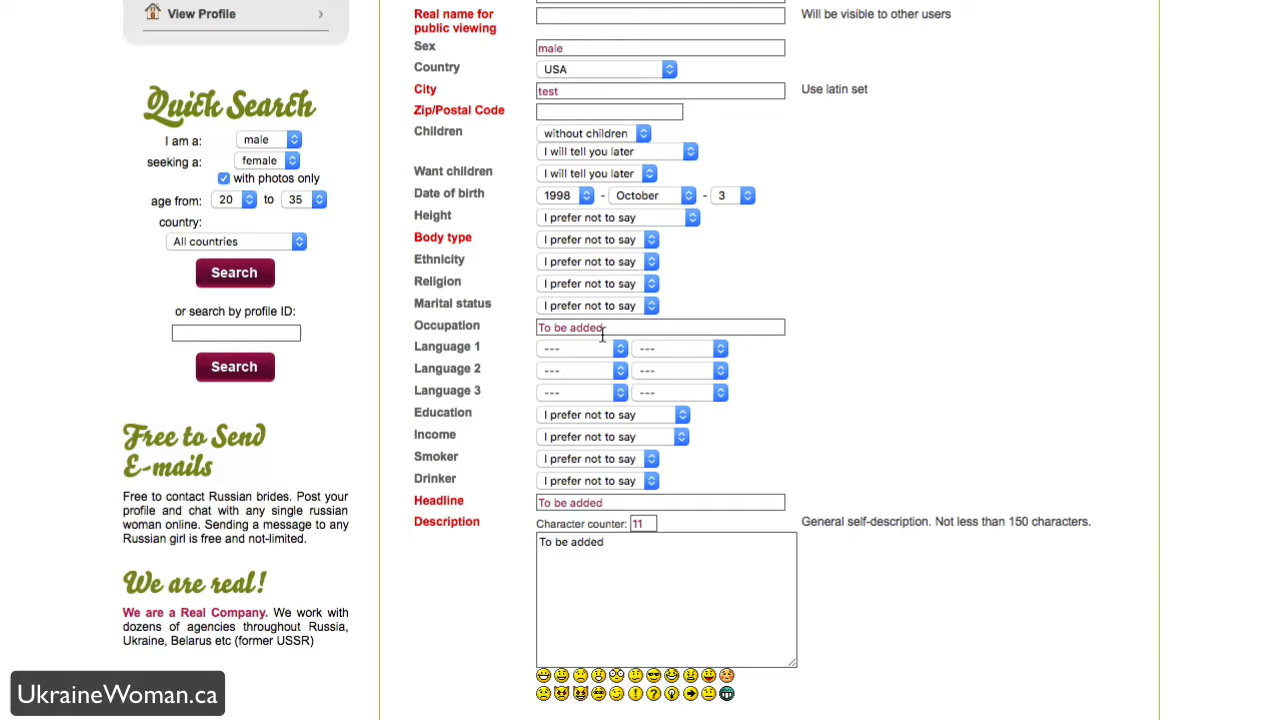 View Profile
Quick Search
I am a: male
seeking a: female
with photos only
age from: 20 to 35
country:
All countries
Search
or search by profile ID:
Search
Free to Send
E-mails
Free to contact Russian brides. Post your
profile and chat with any single russian
woman online. Sending a message to any
Russian girl is free and not-limited.
We are real!
We are a Real Company. We work with
dozens of agencies throughout Russia,
Ukraine, Belarus etc (former USSR)
UkraineWoman.ca
Real name for
public viewing
Will be visible to other users
Sex male
Country USA
City test Use latin set
Zip/Postal Code
Children without children
I will tell you later
Want children I will tell you later
Date of birth 1998 - October - 3
Height I prefer not to say
Body type I prefer not to say
Ethnicity I prefer not to say
Religion I prefer not to say
Marital status I prefer not to say
Occupation To be added
Language 1 --- ---
Language 2 --- ---
Language 3 --- ---
Education I prefer not to say
Income I prefer not to say
Smoker I prefer not to say
Drinker I prefer not to say
Headline To be added
Description Character counter: 11 General self-description. Not less than 150 characters.
To be added